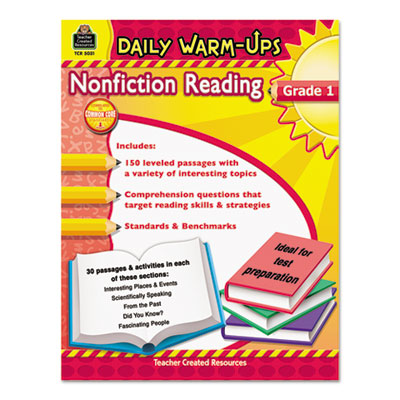 Teacher Created
Resources
TCR 5031
DAILY WARM-UPS
Nonfiction Reading
Grade 1
COMMON CORE
Includes:
150 leveled passages with
a variety of interesting topics
Comprehension questions that
target reading skills & strategies
Standards & Benchmarks
30 passages & activities in each
of these sections:
Interesting Places & Events
Scientifically Speaking
From the Past
Did You Know?
Fascinating People
Ideal for
test
preparation
Teacher Created Resources